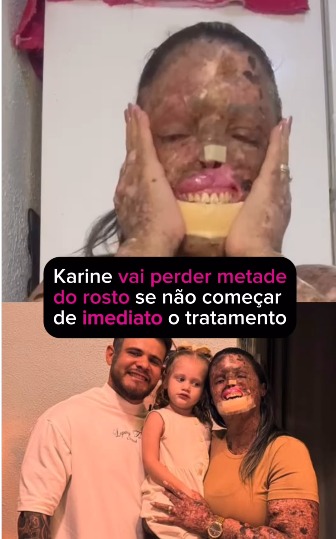 Karine vai perder metade
do rosto se não começar
de imediato o tratamento